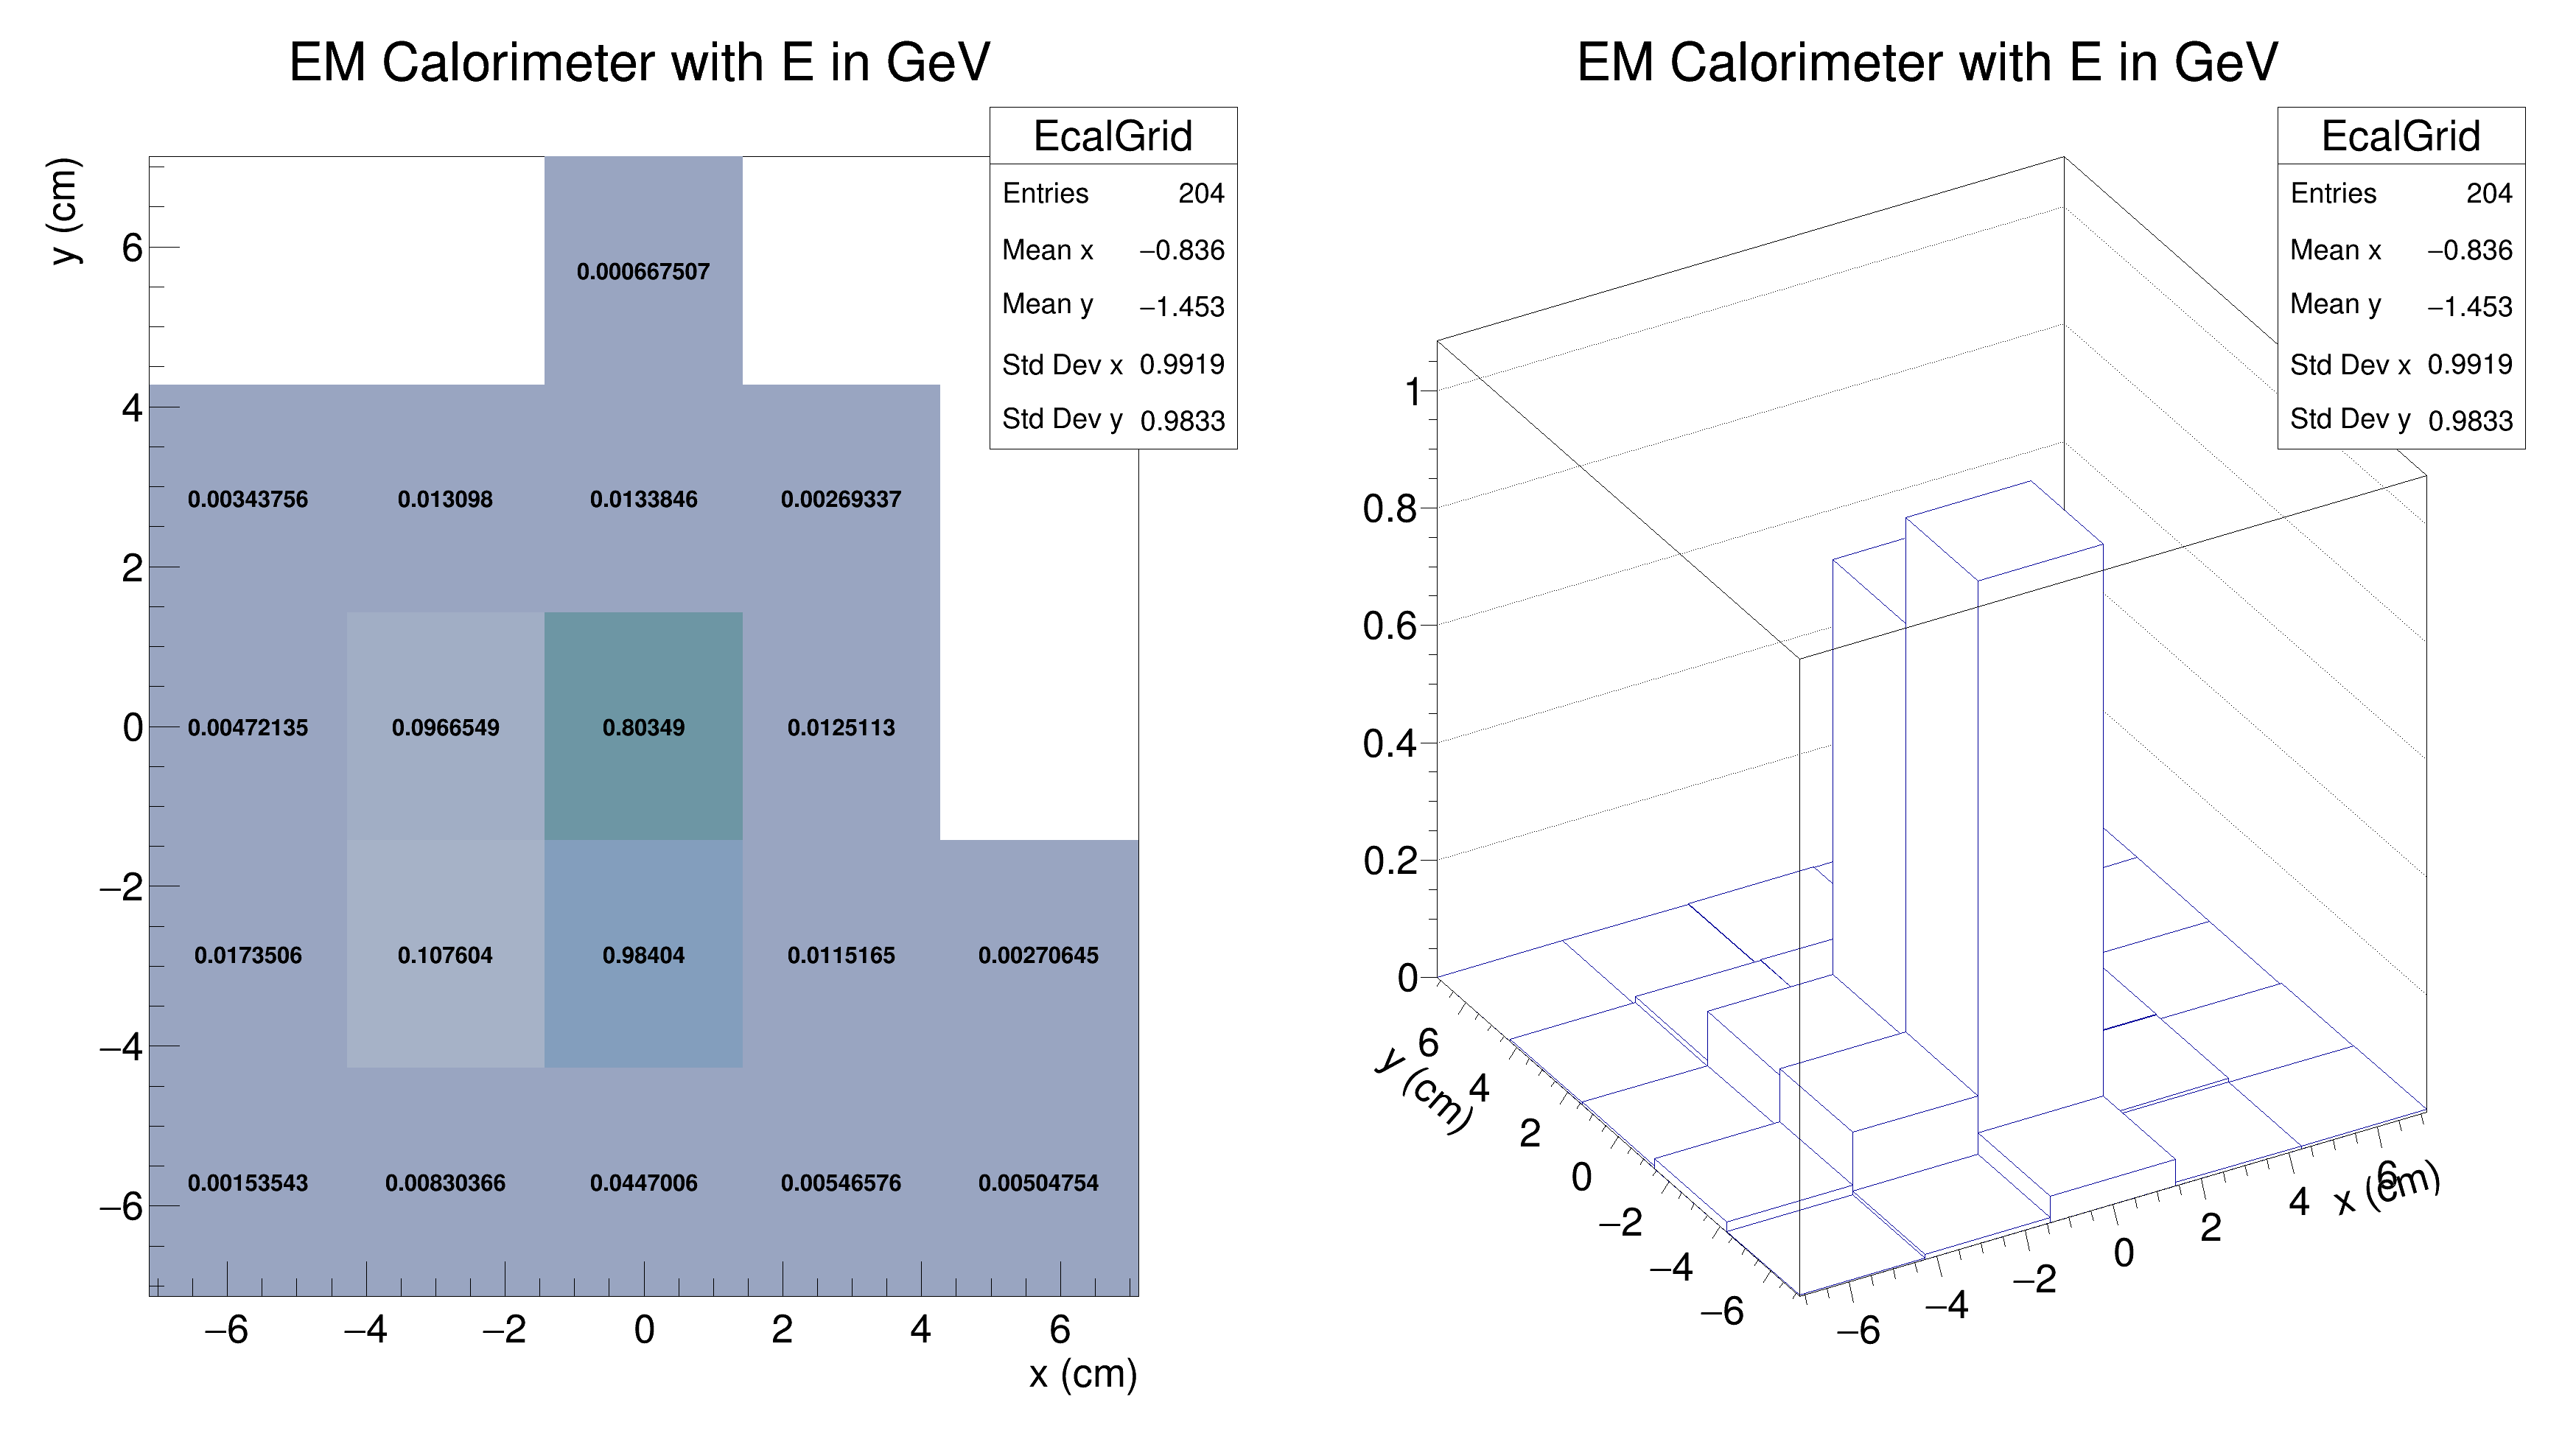 EM Calorimeter with E in GeV
EcalGrid
Entries 204
Mean x −0.836
Mean y −1.453
Std Dev x 0.9919
Std Dev y 0.9833
y (cm)
6
4
2
0
−2
−4
−6
0.000667507
0.00343756 0.013098 0.0133846 0.00269337
0.00472135 0.0966549 0.80349 0.0125113
0.0173506 0.107604 0.98404 0.0115165 0.00270645
0.00153543 0.00830366 0.0447006 0.00546576 0.00504754
−6 −4 −2 0 2 4 6
x (cm)
EM Calorimeter with E in GeV
EcalGrid
Entries 204
Mean x −0.836
Mean y −1.453
Std Dev x 0.9919
Std Dev y 0.9833
1
0.8
0.6
0.4
0.2
0
y (cm)
6
4
2
0
−2
−4
−6
−6 −4 −2 0 2 4 6
x (cm)